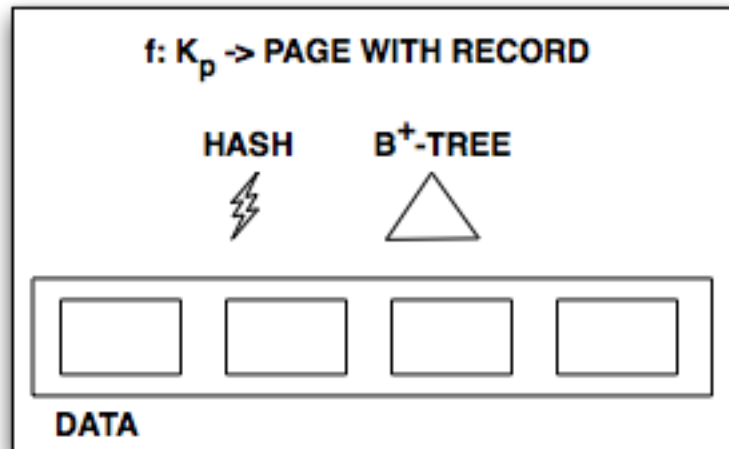 f: Kₚ -> PAGE WITH RECORD
HASH B⁺-TREE
DATA